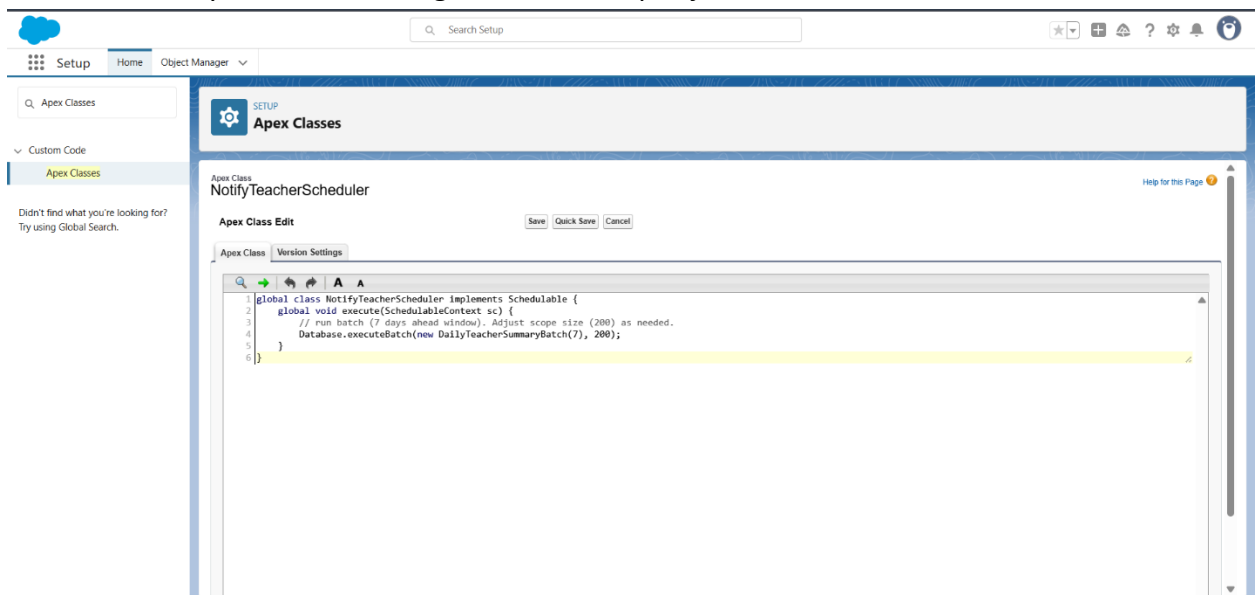 Search Setup
Setup Home Object Manager
Apex Classes
SETUP
Apex Classes
Custom Code
Apex Classes
Didn't find what you're looking for?
Try using Global Search.
Apex Class
NotifyTeacherScheduler
Help for this Page
Apex Class Edit
Save Quick Save Cancel
Apex Class Version Settings
A A
1 global class NotifyTeacherScheduler implements Schedulable {
2 global void execute(SchedulableContext sc) {
3 // run batch (7 days ahead window). Adjust scope size (200) as needed.
4 Database.executeBatch(new DailyTeacherSummaryBatch(7), 200);
5 }
6 }